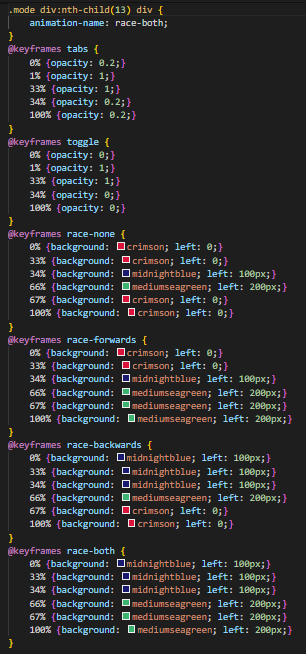 .mode div:nth-child(13) div {
    animation-name: race-both;
}
@keyframes tabs {
    0% {opacity: 0.2;}
    1% {opacity: 1;}
    33% {opacity: 1;}
    34% {opacity: 0.2;}
    100% {opacity: 0.2;}
}
@keyframes toggle {
    0% {opacity: 0;}
    1% {opacity: 1;}
    33% {opacity: 1;}
    34% {opacity: 0;}
    100% {opacity: 0;}
}
@keyframes race-none {
    0% {background: crimson; left: 0;}
    33% {background: crimson; left: 0;}
    34% {background: midnightblue; left: 100px;}
    66% {background: mediumseagreen; left: 200px;}
    67% {background: crimson; left: 0;}
    100% {background: crimson; left: 0;}
}
@keyframes race-forwards {
    0% {background: crimson; left: 0;}
    33% {background: crimson; left: 0;}
    34% {background: midnightblue; left: 100px;}
    66% {background: mediumseagreen; left: 200px;}
    67% {background: mediumseagreen; left: 200px;}
    100% {background: mediumseagreen; left: 200px;}
}
@keyframes race-backwards {
    0% {background: midnightblue; left: 100px;}
    33% {background: midnightblue; left: 100px;}
    34% {background: midnightblue; left: 100px;}
    66% {background: mediumseagreen; left: 200px;}
    67% {background: crimson; left: 0;}
    100% {background: crimson; left: 0;}
}
@keyframes race-both {
    0% {background: midnightblue; left: 100px;}
    33% {background: midnightblue; left: 100px;}
    34% {background: midnightblue; left: 100px;}
    66% {background: mediumseagreen; left: 200px;}
    67% {background: mediumseagreen; left: 200px;}
    100% {background: mediumseagreen; left: 200px;}
}